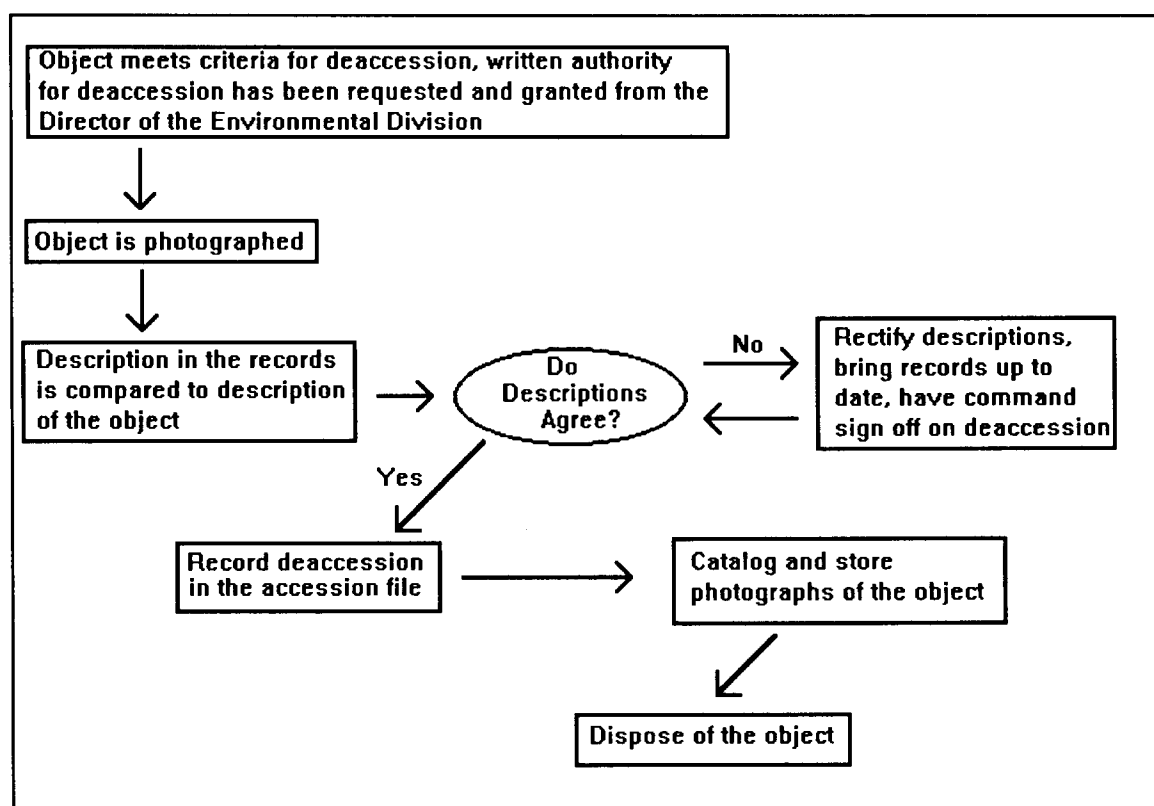 Object meets criteria for deaccession, written authority
for deaccession has been requested and granted from the
Director of the Environmental Division
Object is photographed
Description in the records
is compared to description
of the object
Do
Descriptions
Agree?
No
Rectify descriptions,
bring records up to
date, have command
sign off on deaccession
Yes
Record deaccession
in the accession file
Catalog and store
photographs of the object
Dispose of the object